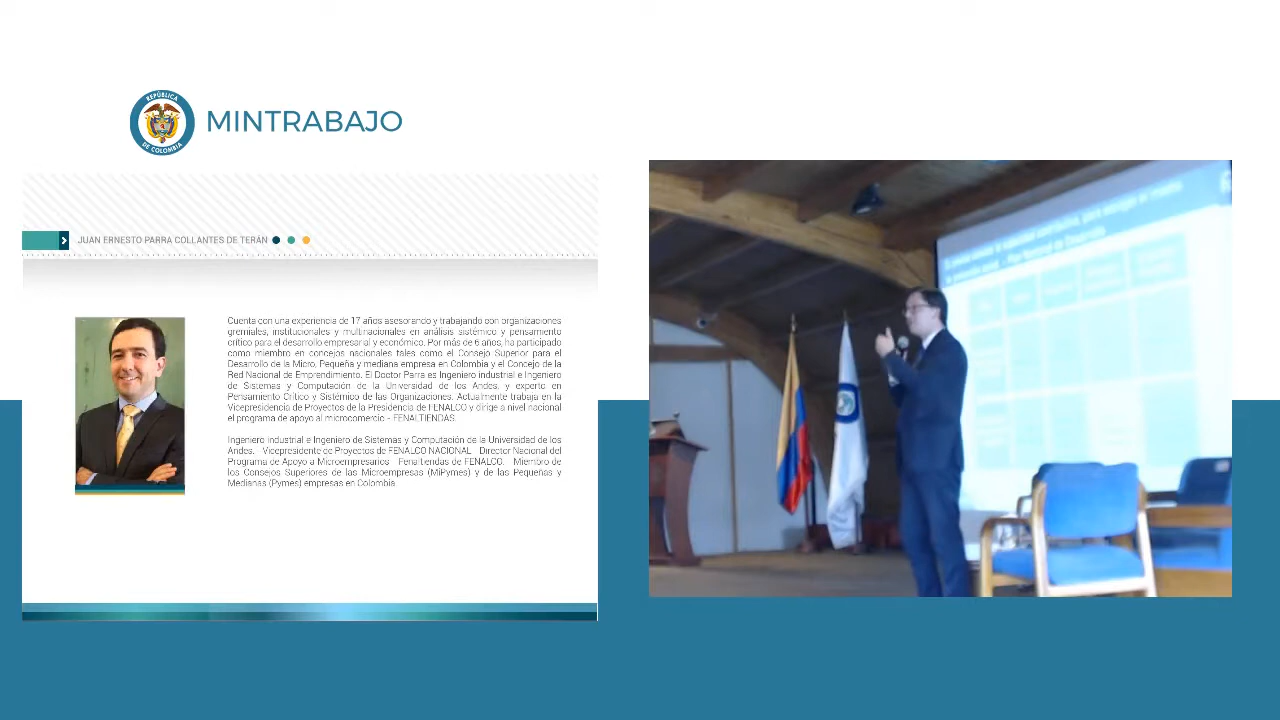 REPÚBLICA
DE COLOMBIA
MINTRABAJO
JUAN ERNESTO PARRA COLLANTES DE TERÁN
Cuenta con una experiencia de 17 años asesorando y trabajando con organizaciones
gremiales, institucionales y multinacionales en análisis sistémico y pensamiento
crítico para el desarrollo empresarial y económico. Por más de 6 años, ha participado
como miembro en concejos nacionales tales como el Consejo Superior para el
Desarrollo de la Micro, Pequeña y mediana empresa en Colombia y el Concejo de la
Red Nacional de Emprendimiento. El Doctor Parra es Ingeniero industrial e Ingeniero
de Sistemas y Computación de la Universidad de los Andes, y experto en
Pensamiento Crítico y Sistémico de las Organizaciones. Actualmente trabaja en la
Vicepresidencia de Proyectos de la Presidencia de FENALCO y dirige a nivel nacional
el programa de apoyo al microcomercio – FENALTIENDAS.
Ingeniero industrial e Ingeniero de Sistemas y Computación de la Universidad de los
Andes. Vicepresidente de Proyectos de FENALCO NACIONAL Director Nacional del
Programa de Apoyo a Microempresarios Fenaltiendas de FENALCO. Miembro de
los Consejos Superiores de las Microempresas (MiPymes) y de las Pequeñas y
Medianas (Pymes) empresas en Colombia